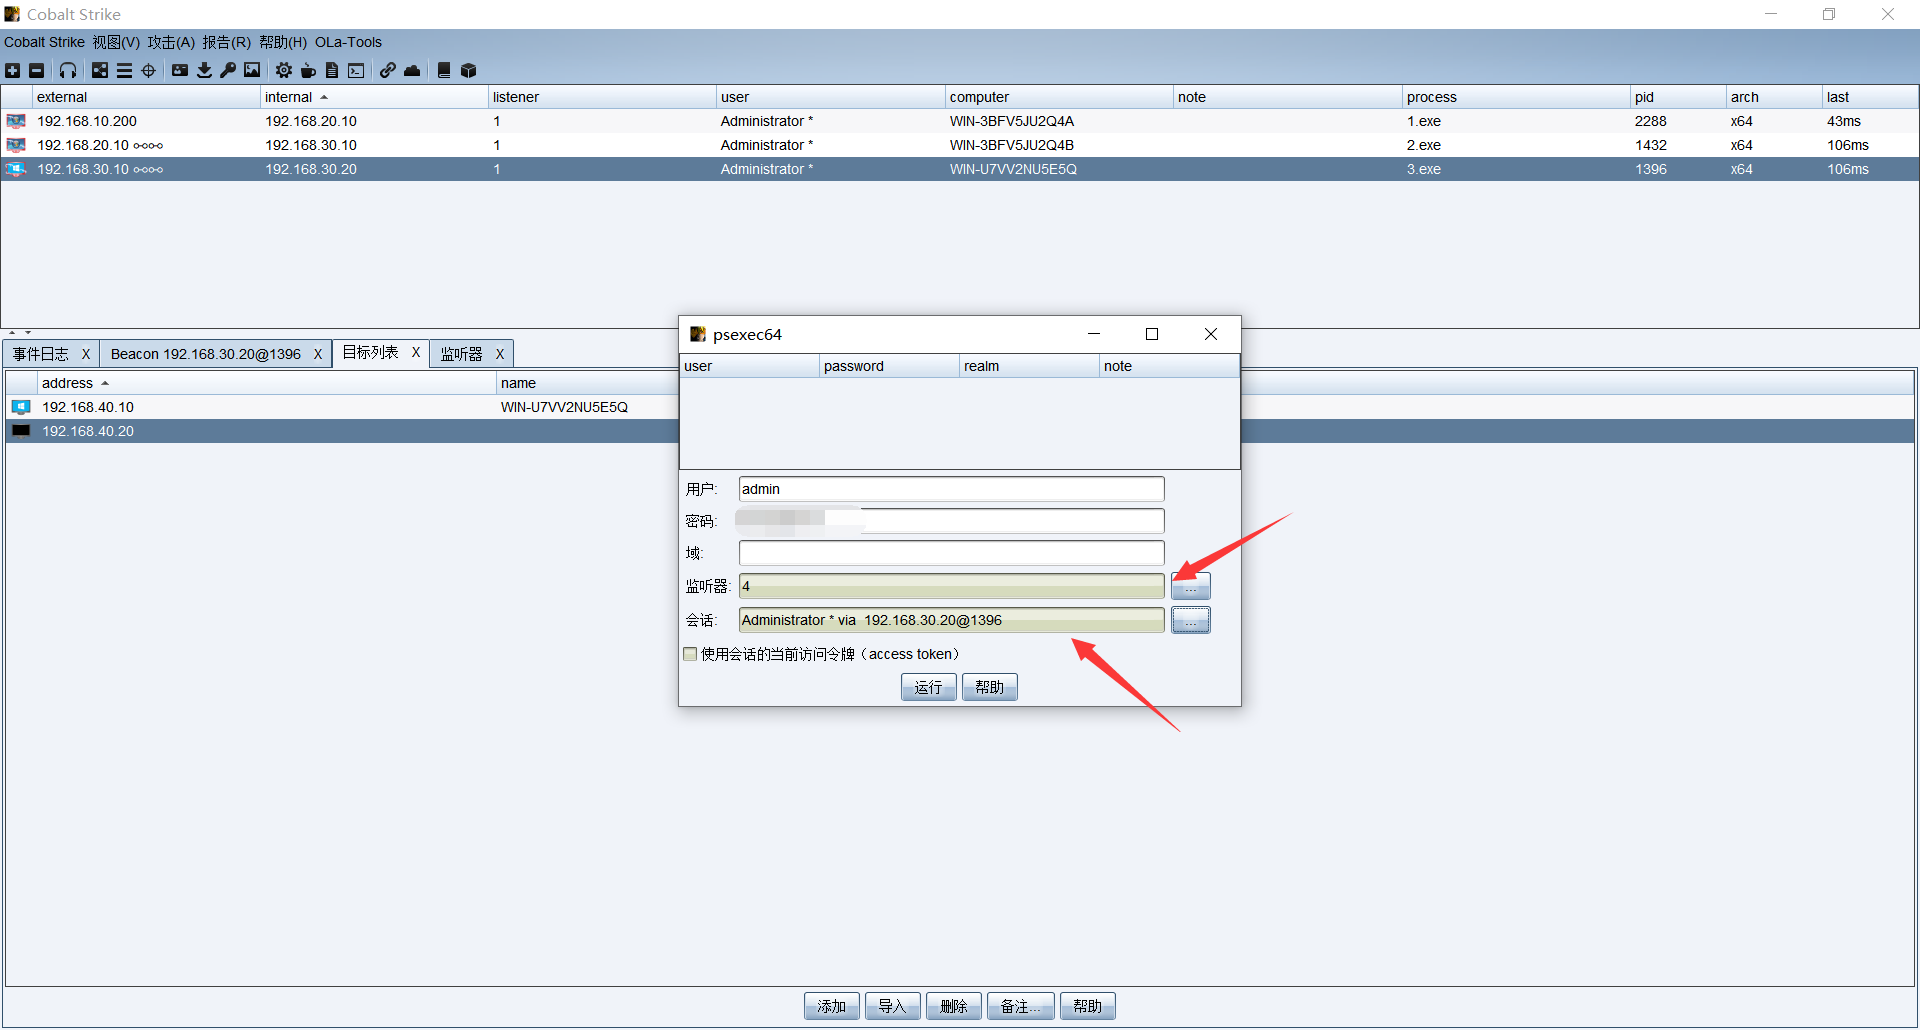 Cobalt Strike
Cobalt Strike 视图(V) 攻击(A) 报告(R) 帮助(H) OLa-Tools
external internal listener user computer note process pid arch last
192.168.10.200 192.168.20.10 1 Administrator * WIN-3BFV5JU2Q4A 1.exe 2288 x64 43ms
192.168.20.10 192.168.30.10 1 Administrator * WIN-3BFV5JU2Q4B 2.exe 1432 x64 106ms
192.168.30.10 192.168.30.20 1 Administrator * WIN-U7VV2NU5E5Q 3.exe 1396 x64 106ms
事件日志 X Beacon 192.168.30.20@1396 X 目标列表 X 监听器 X
address name
192.168.40.10 WIN-U7VV2NU5E5Q
192.168.40.20
psexec64
user password realm note
用户: admin
密码:
域:
监听器: 4 ...
会话: Administrator * via 192.168.30.20@1396 ...
使用会话的当前访问令牌（access token）
运行 帮助
添加 导入 删除 备注... 帮助